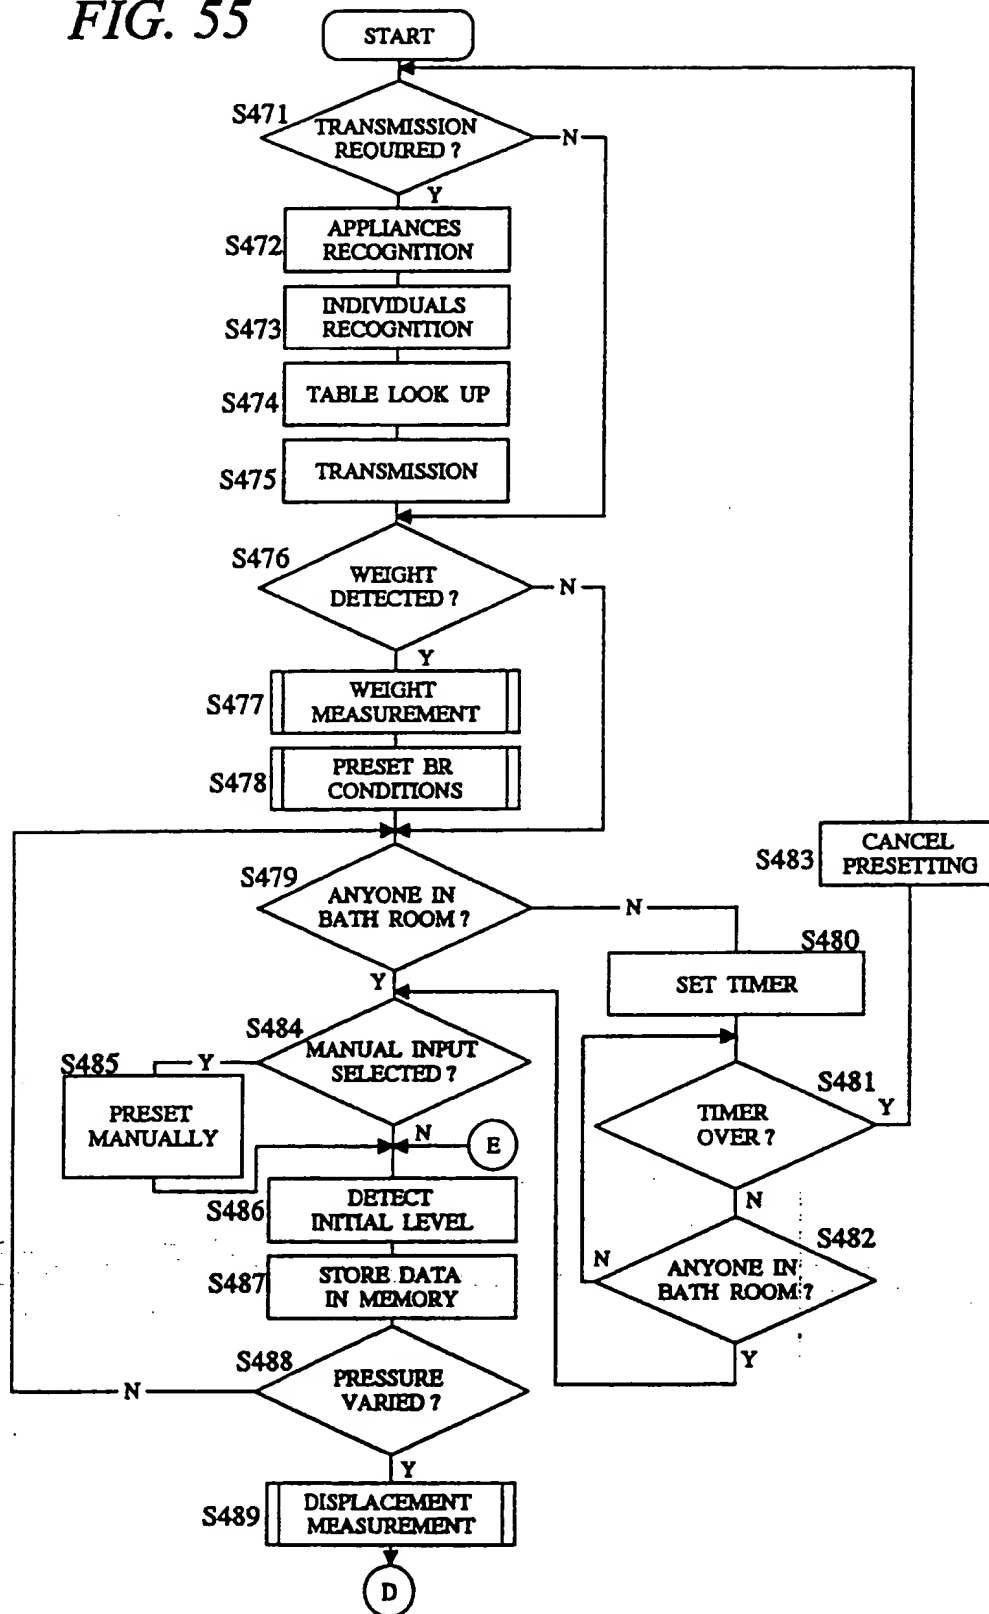 FIG. 55
START
S471
TRANSMISSION
REQUIRED ?
N
Y
S472
APPLIANCES
RECOGNITION
S473
INDIVIDUALS
RECOGNITION
S474
TABLE LOOK UP
S475
TRANSMISSION
S476
WEIGHT
DETECTED ?
N
Y
S477
WEIGHT
MEASUREMENT
S478
PRESET BR
CONDITIONS
S483
CANCEL
PRESETTING
S479
ANYONE IN
BATH ROOM ?
N
Y
S480
SET TIMER
S484
MANUAL INPUT
SELECTED ?
Y
N
S485
PRESET
MANUALLY
E
S481
TIMER
OVER ?
Y
N
S486
DETECT
INITIAL LEVEL
S482
ANYONE IN
BATH ROOM ?
N
Y
S487
STORE DATA
IN MEMORY
S488
PRESSURE
VARIED ?
N
Y
S489
DISPLACEMENT
MEASUREMENT
D